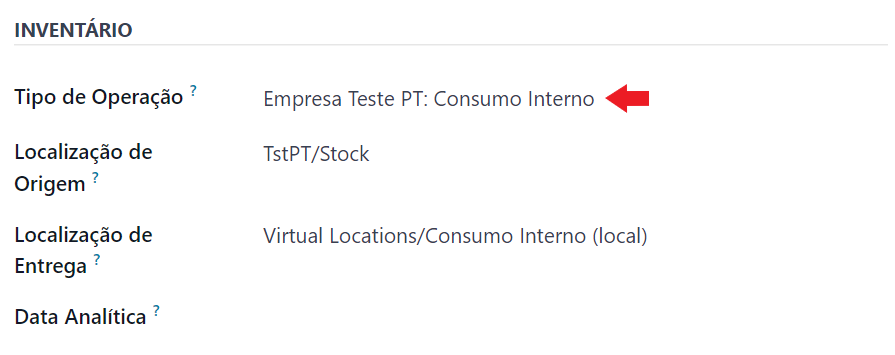 INVENTÁRIO
Tipo de Operação ? Empresa Teste PT: Consumo Interno
Localização de TstPT/Stock
Origem ?
Localização de Virtual Locations/Consumo Interno (local)
Entrega ?
Data Analítica ?